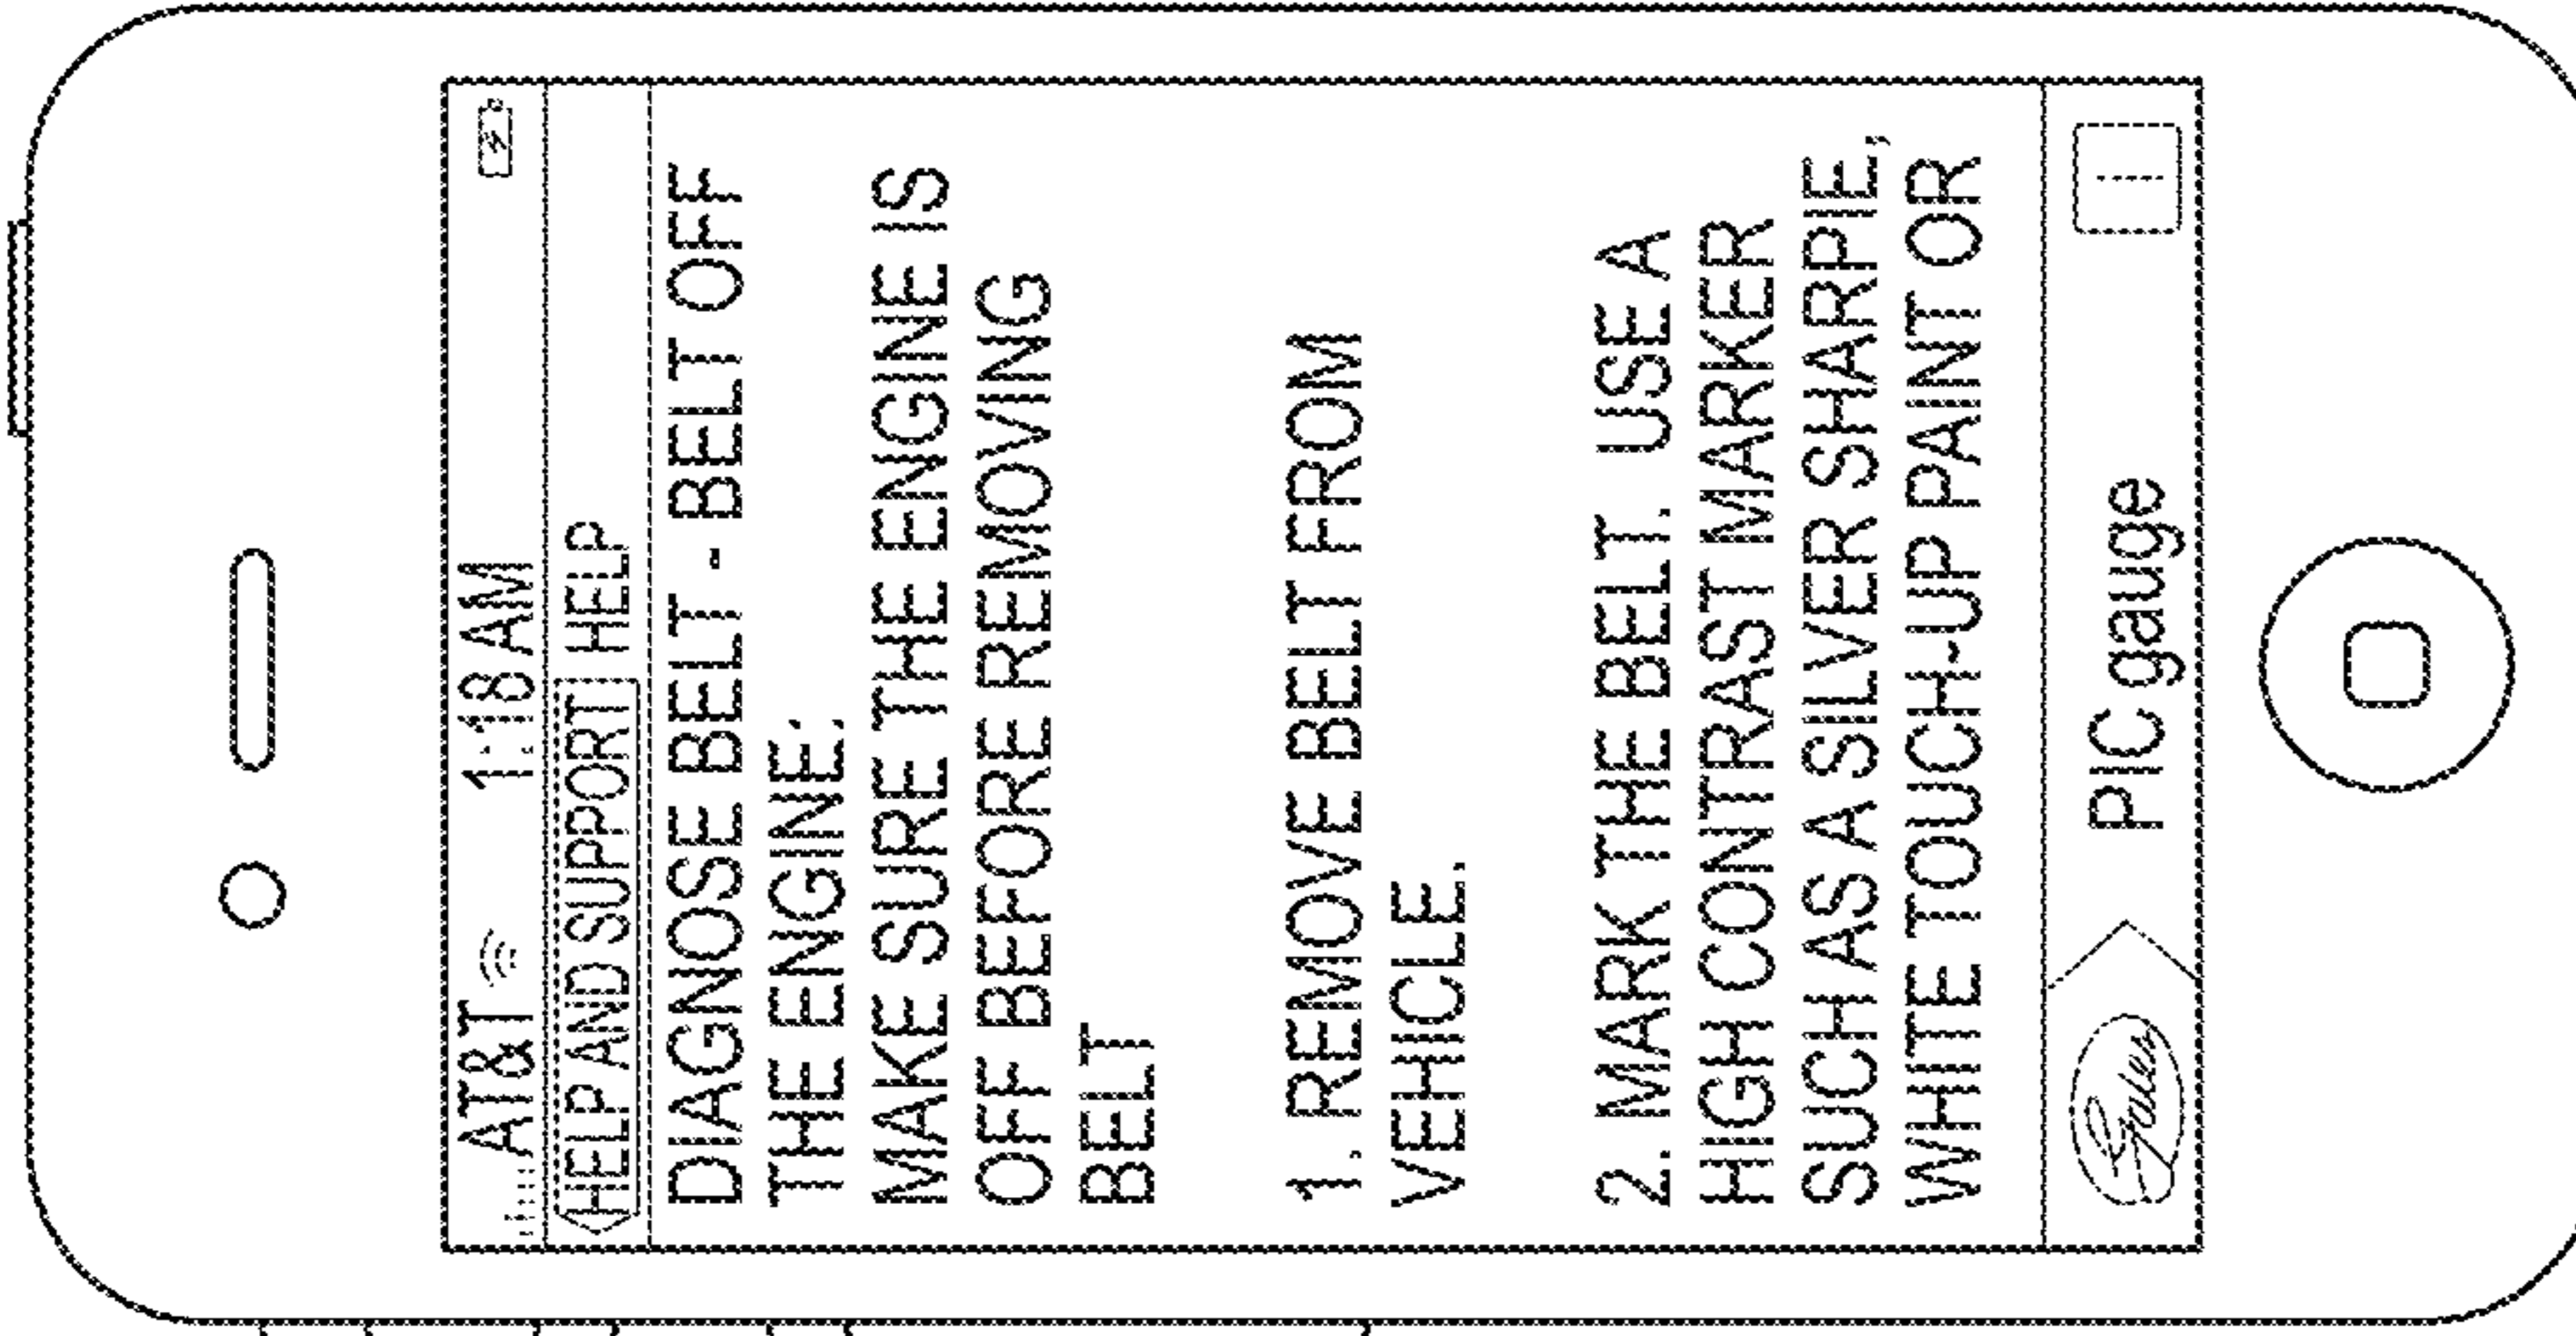 AT&T 1:18 AM
HELP AND SUPPORT HELP
DIAGNOSE BELT - BELT OFF
THE ENGINE:
MAKE SURE THE ENGINE IS
OFF BEFORE REMOVING
BELT
1. REMOVE BELT FROM
VEHICLE.
2. MARK THE BELT. USE A
HIGH CONTRAST MARKER
SUCH AS A SILVER SHARPIE,
WHITE TOUCH-UP PAINT OR
Gates PIC gauge